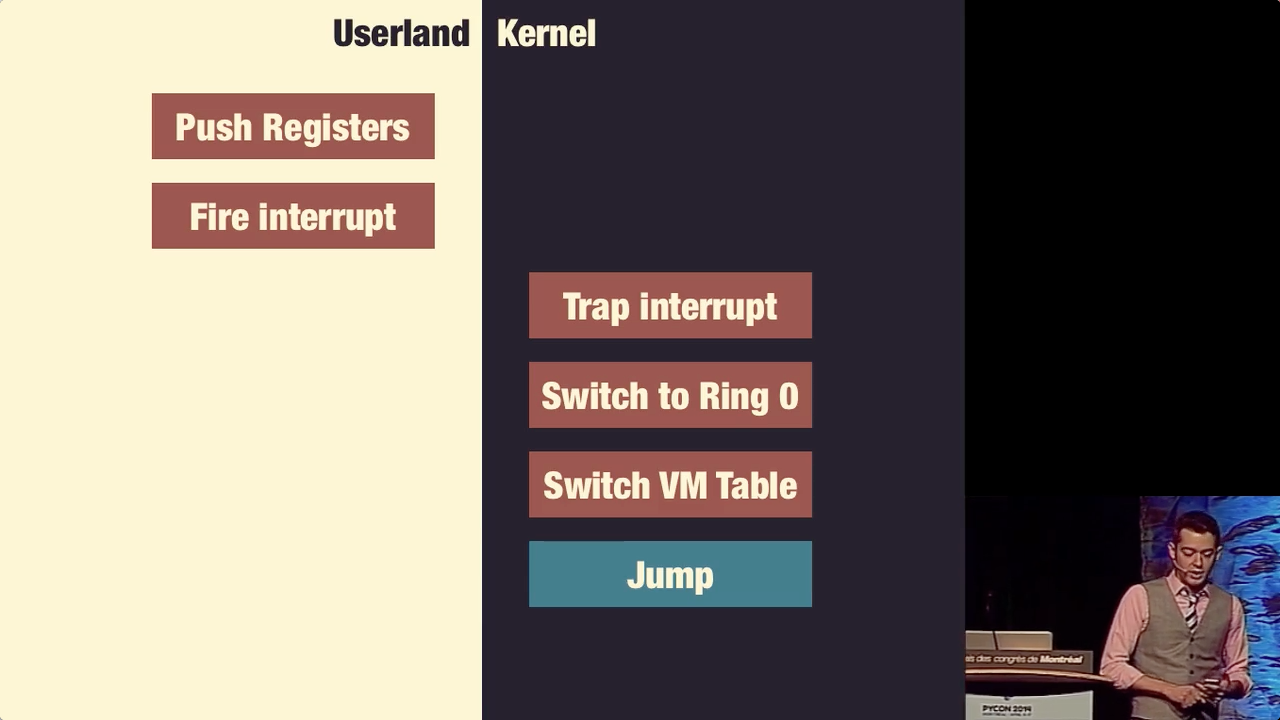 Userland
Kernel
Push Registers
Fire interrupt
Trap interrupt
Switch to Ring 0
Switch VM Table
Jump
des congrès de Montréal
PYCON 2014